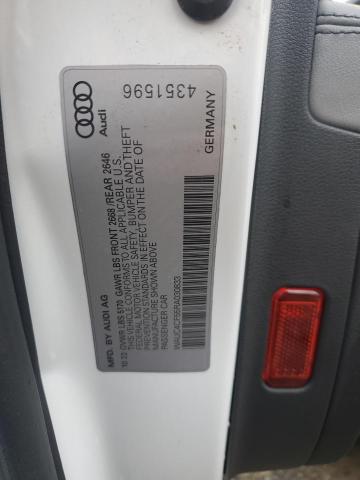 Audi
4351596
GERMANY
MFD. BY AUDI AG
10 22 GVWR LBS 5170 GAWR LBS FRONT 2668 /REAR 2646
THIS VEHICLE CONFORMS TO ALL APPLICABLE U.S.
FEDERAL MOTOR VEHICLE SAFETY, BUMPER AND THEFT
PREVENTION STANDARDS IN EFFECT ON THE DATE OF
MANUFACTURE SHOWN ABOVE.
PASSENGER CAR
WAUC4CF55RA030833